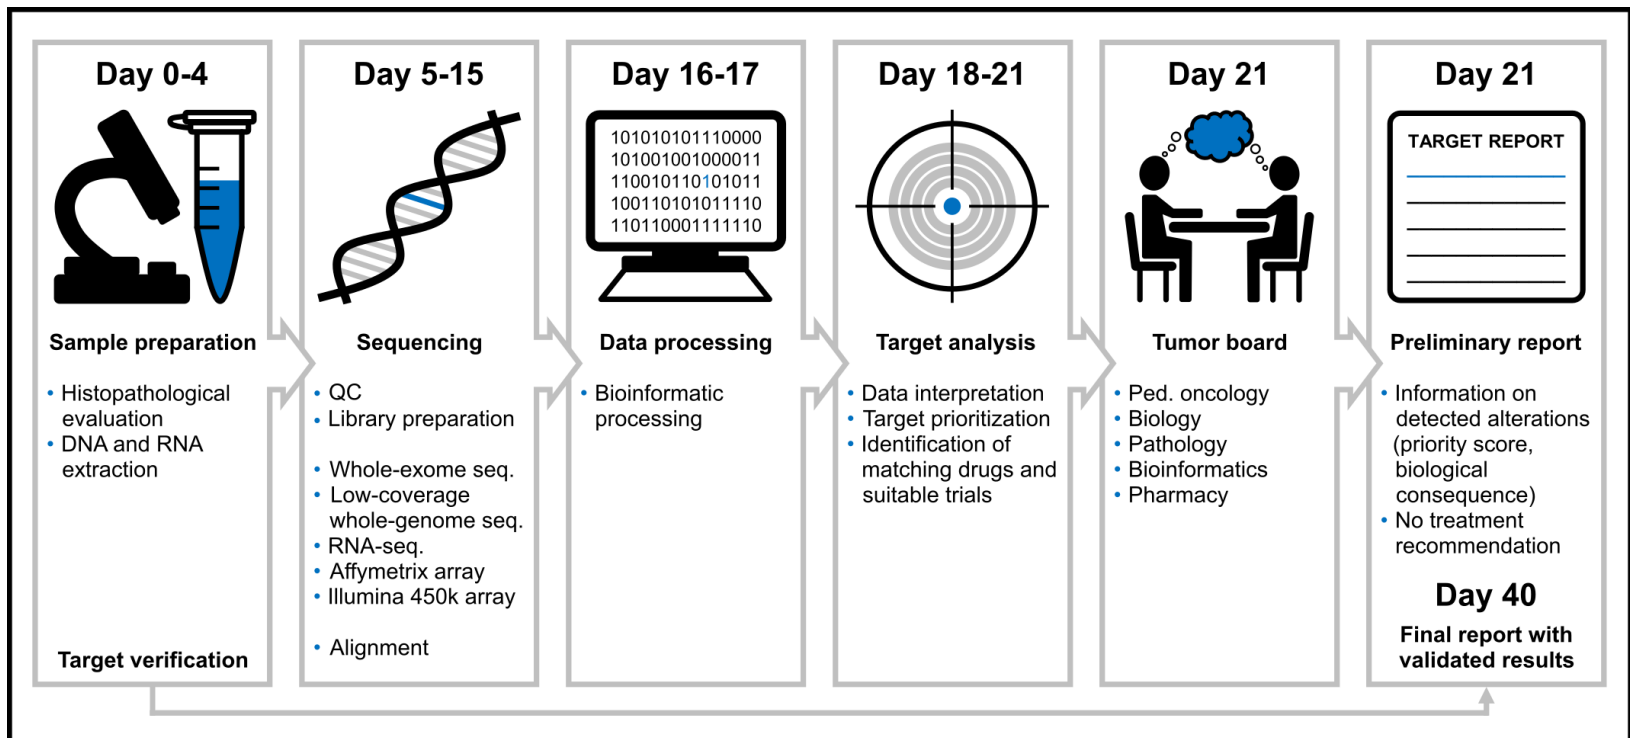 Day 0-4
Sample preparation
• Histopathological
evaluation
• DNA and RNA
extraction
Target verification
Day 5-15
Sequencing
• QC
• Library preparation
• Whole-exome seq.
• Low-coverage
whole-genome seq.
• RNA-seq.
• Affymetrix array
• Illumina 450k array
• Alignment
Day 16-17
101010101110000
101001001000011
110010110101011
100110101011110
110110001111110
Data processing
• Bioinformatic
processing
Day 18-21
Target analysis
• Data interpretation
• Target prioritization
• Identification of
matching drugs and
suitable trials
Day 21
Tumor board
• Ped. oncology
• Biology
• Pathology
• Bioinformatics
• Pharmacy
Day 21
TARGET REPORT
Preliminary report
• Information on
detected alterations
(priority score,
biological
consequence)
• No treatment
recommendation
Day 40
Final report with
validated results